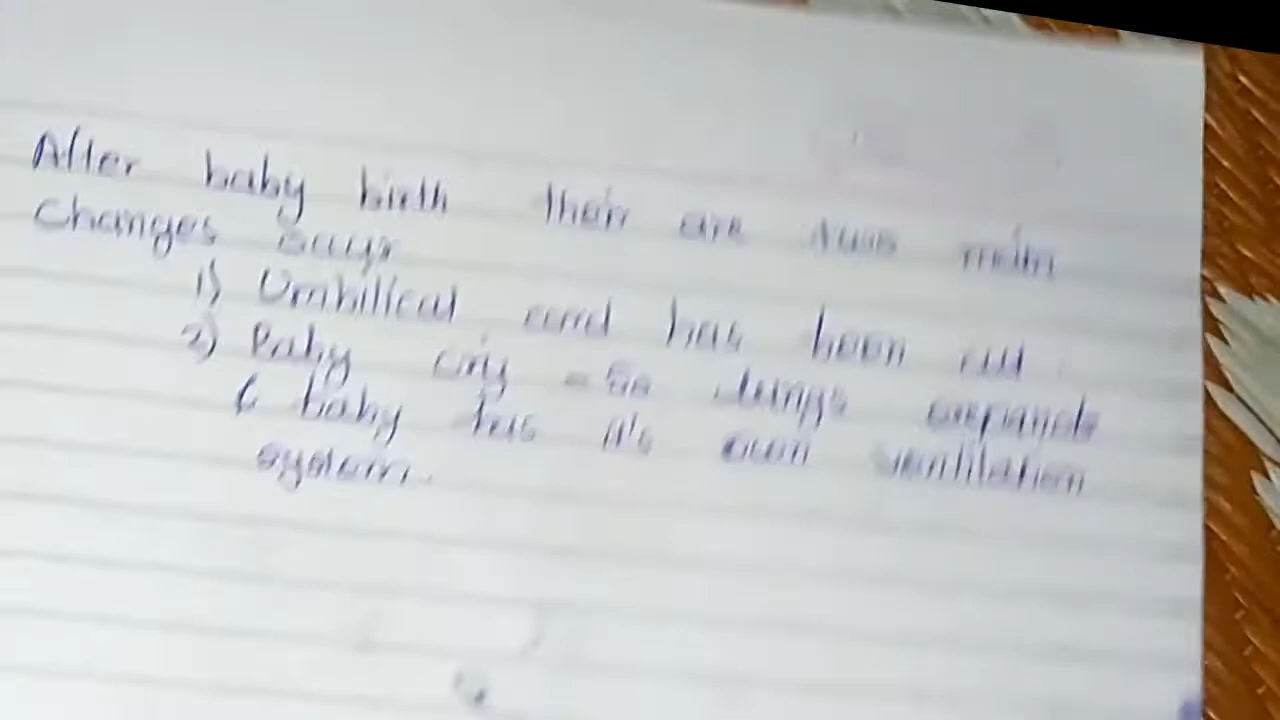 After baby birth their are two main
changes says
1) Umbilical cord has been cut.
2) Baby cry - so lungs expands
& baby has it's own ventilation
system.